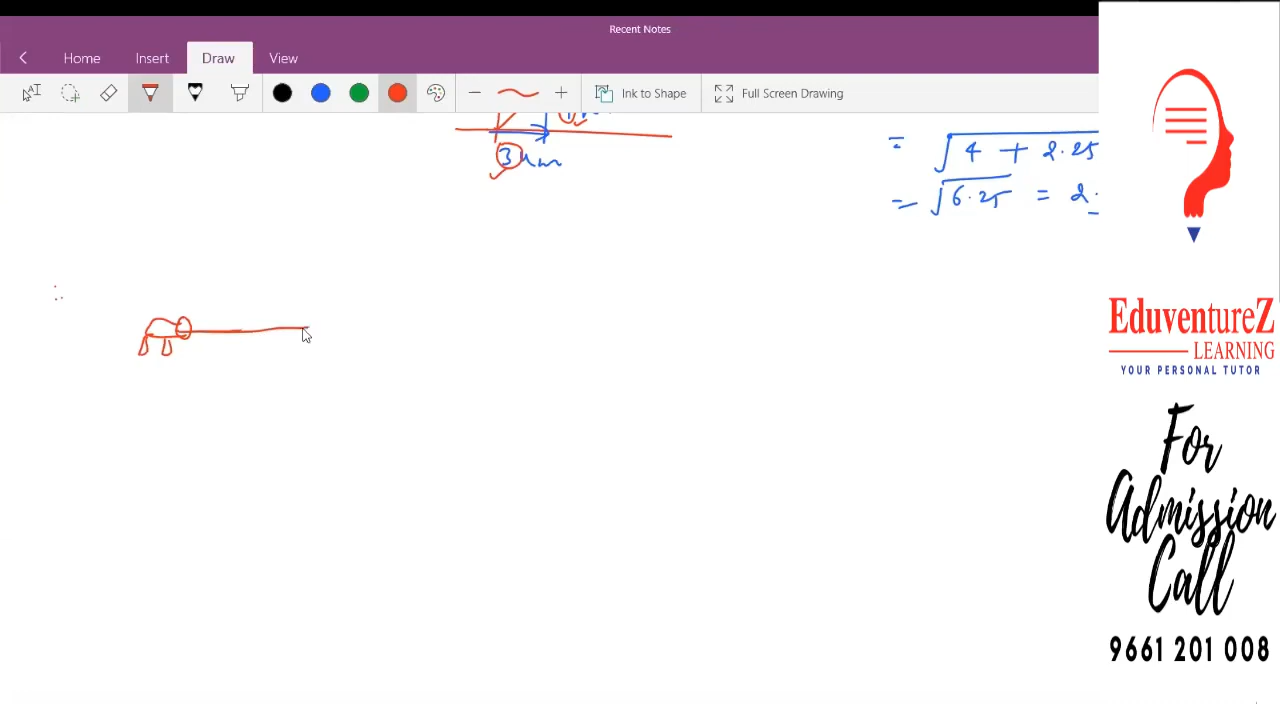 Recent Notes
Home Insert Draw View
Ink to Shape Full Screen Drawing
3 km
= √4 + 2.25
= √6.25 = 2.
EduventureZ
LEARNING
YOUR PERSONAL TUTOR
For
Admission
Call
9661 201 008